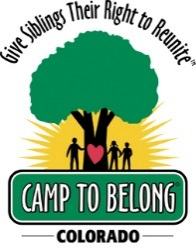 Give Siblings Their Right to Reunite™
CAMP TO BELONG
COLORADO